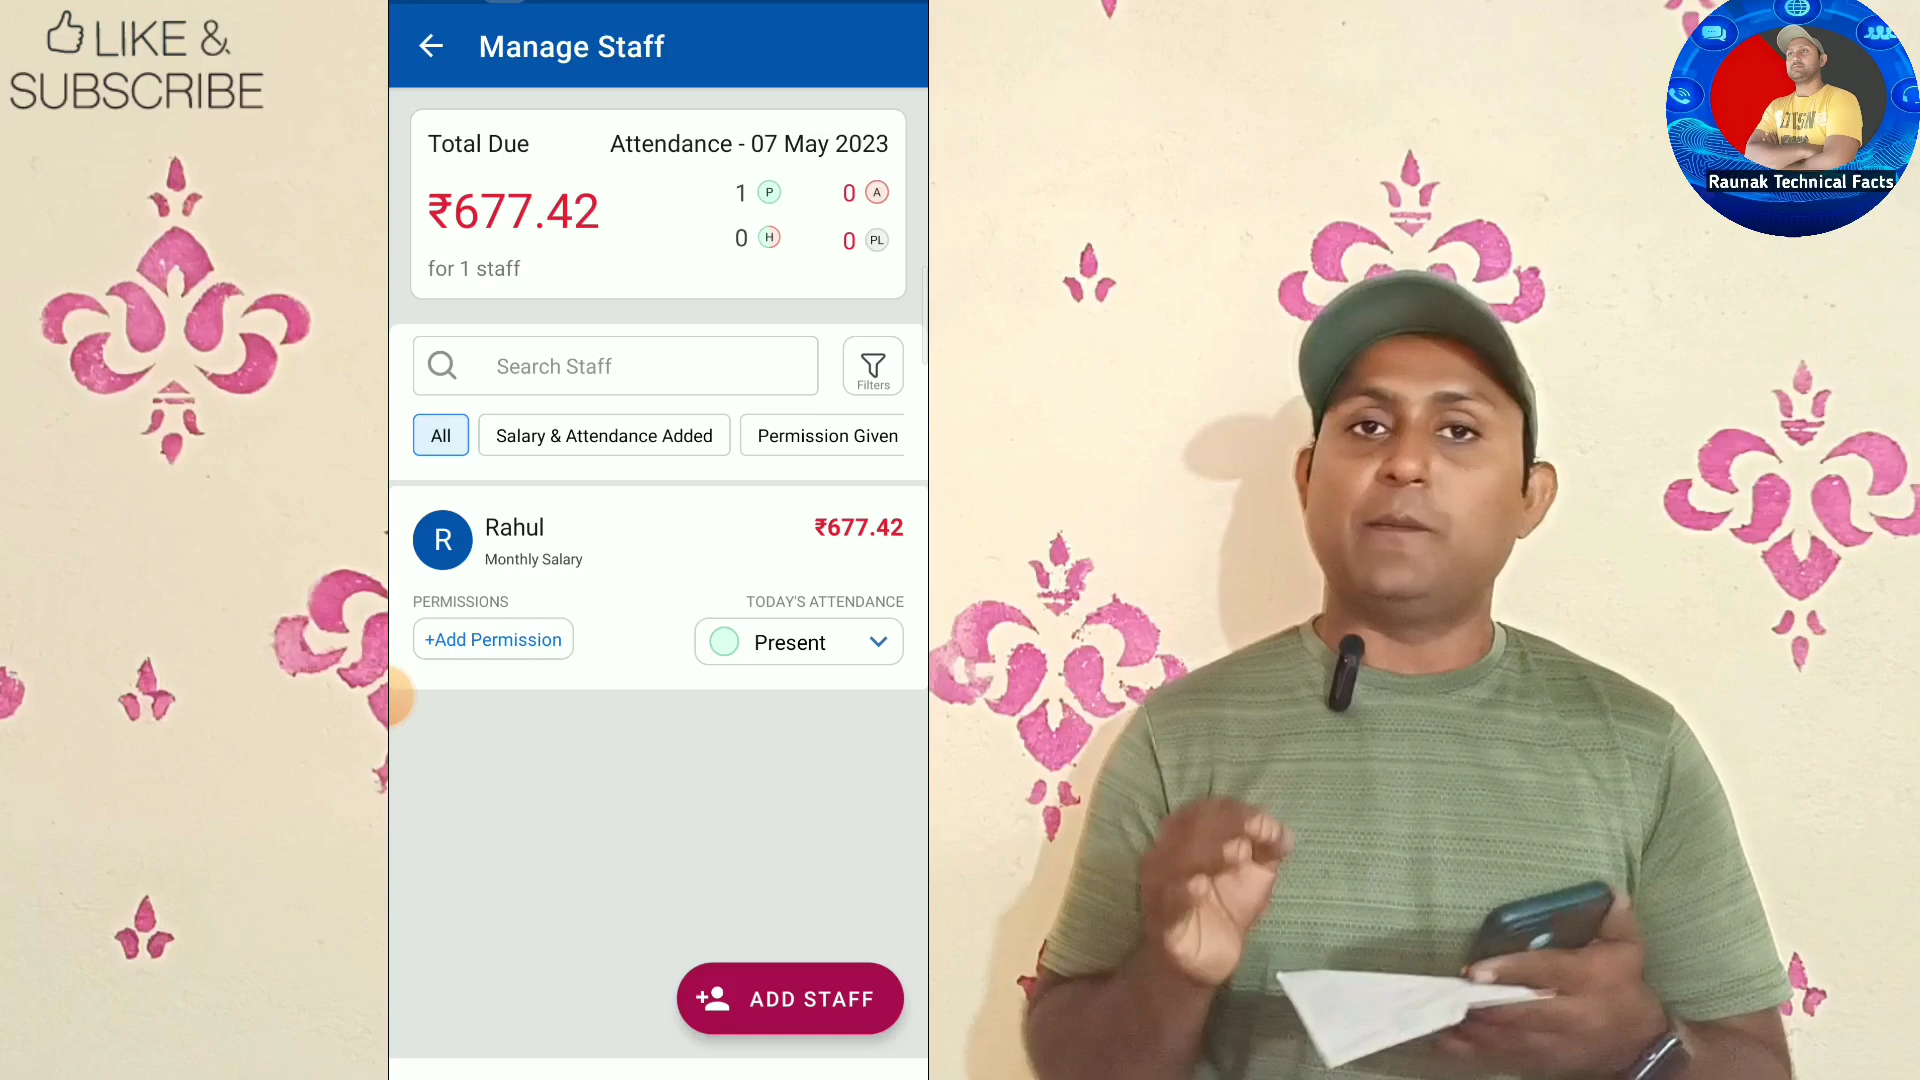 LIKE &
SUBSCRIBE
Manage Staff
Total Due
Attendance - 07 May 2023
₹677.42
1 P
0 A
0 H
0 PL
for 1 staff
Search Staff
Filters
All
Salary & Attendance Added
Permission Given
R
Rahul
₹677.42
Monthly Salary
PERMISSIONS
TODAY'S ATTENDANCE
+Add Permission
Present
ADD STAFF
Raunak Technical Facts